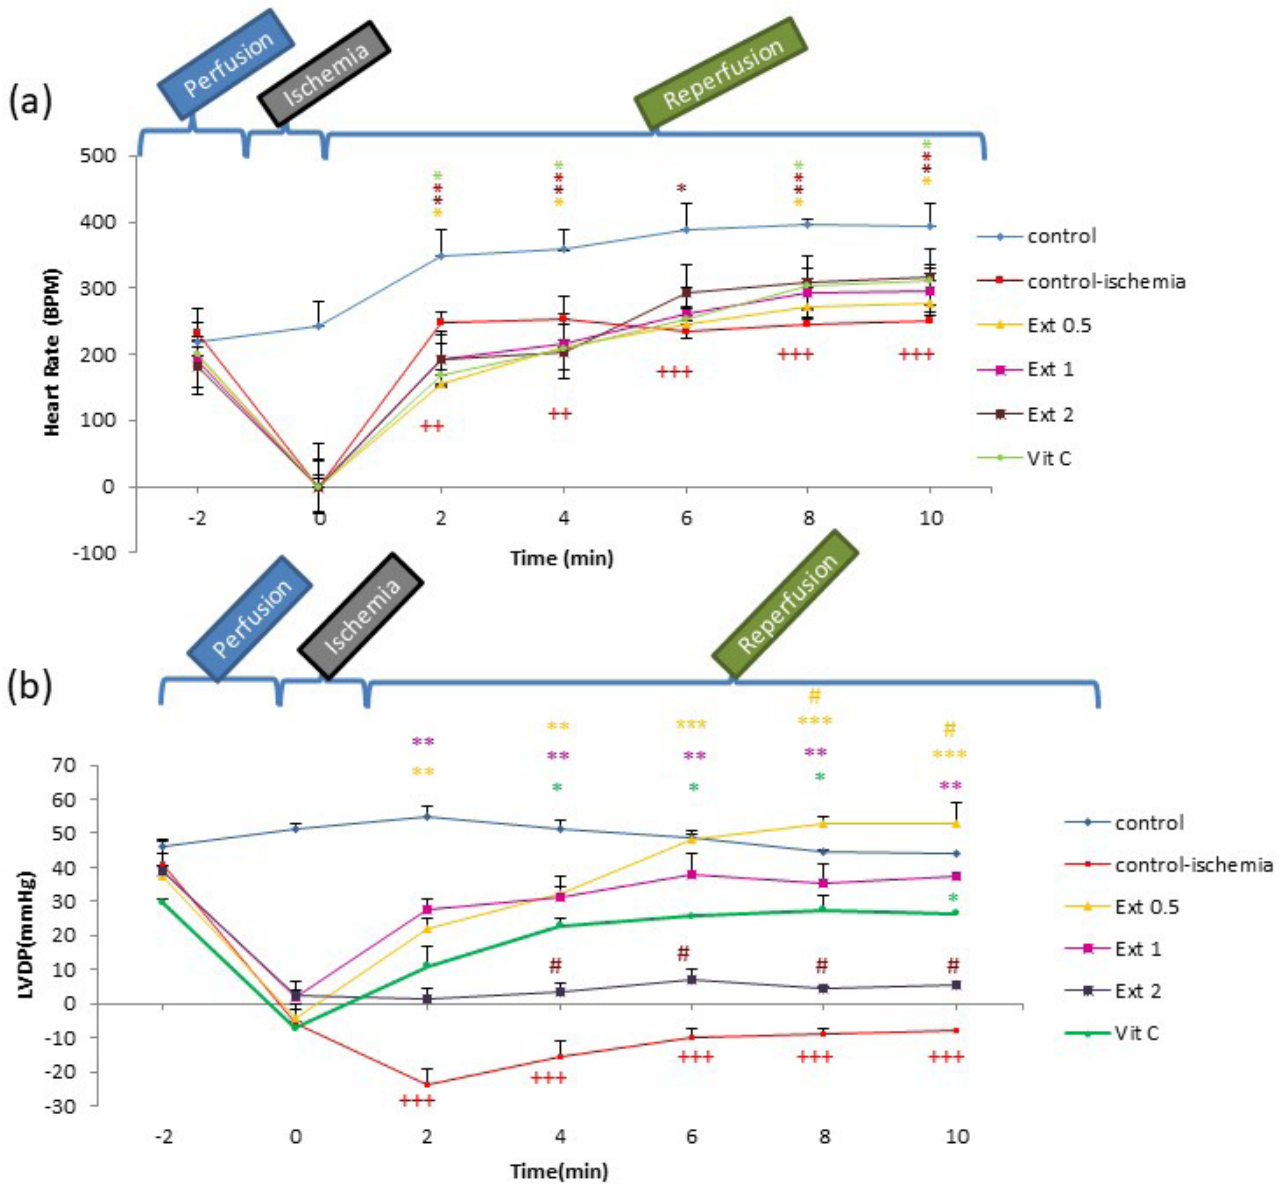 Perfusion
Ischemia
Reperfusion
(a)
500
400
300
200
100
0
-100
Heart Rate (BPM)
* * * * *
* * * * * * * * * * * *
++ ++ +++ +++ +++
-2 0 2 4 6 8 10
Time (min)
control
control-ischemia
Ext 0.5
Ext 1
Ext 2
Vit C
Perfusion
Ischemia
Reperfusion
(b)
# #
** *** *** ***
** ** ** ** **
** * * * *
70
60
50
40
30
20
10
0
-10
-20
-30
LVDP(mmHg)
# # # #
+++ +++ +++ +++ +++
-2 0 2 4 6 8 10
Time(min)
control
control-ischemia
Ext 0.5
Ext 1
Ext 2
Vit C